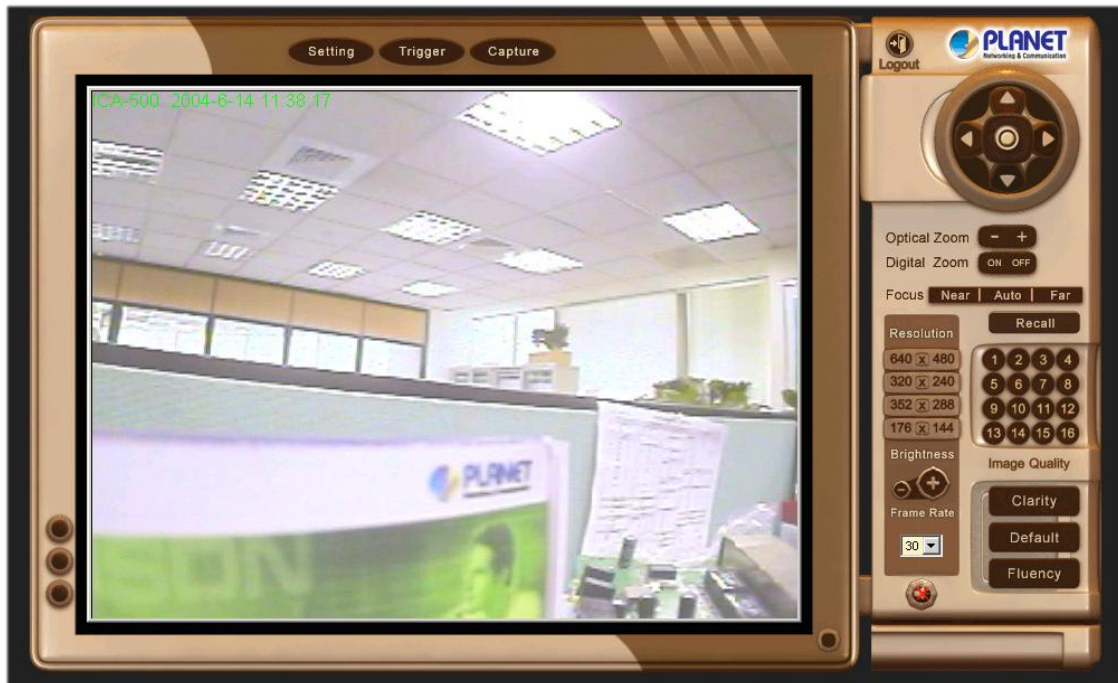 Setting Trigger Capture
ICA-500 2004-6-14 11.38.17
PLANET
SON
Logout
PLANET
Networking & Communication
Optical Zoom - +
Digital Zoom ON OFF
Focus Near | Auto | Far
Resolution
640 x 480
320 x 240
352 x 288
176 x 144
Brightness
- +
Frame Rate
30
Recall
1 2 3 4
5 6 7 8
9 10 11 12
13 14 15 16
Image Quality
Clarity
Default
Fluency